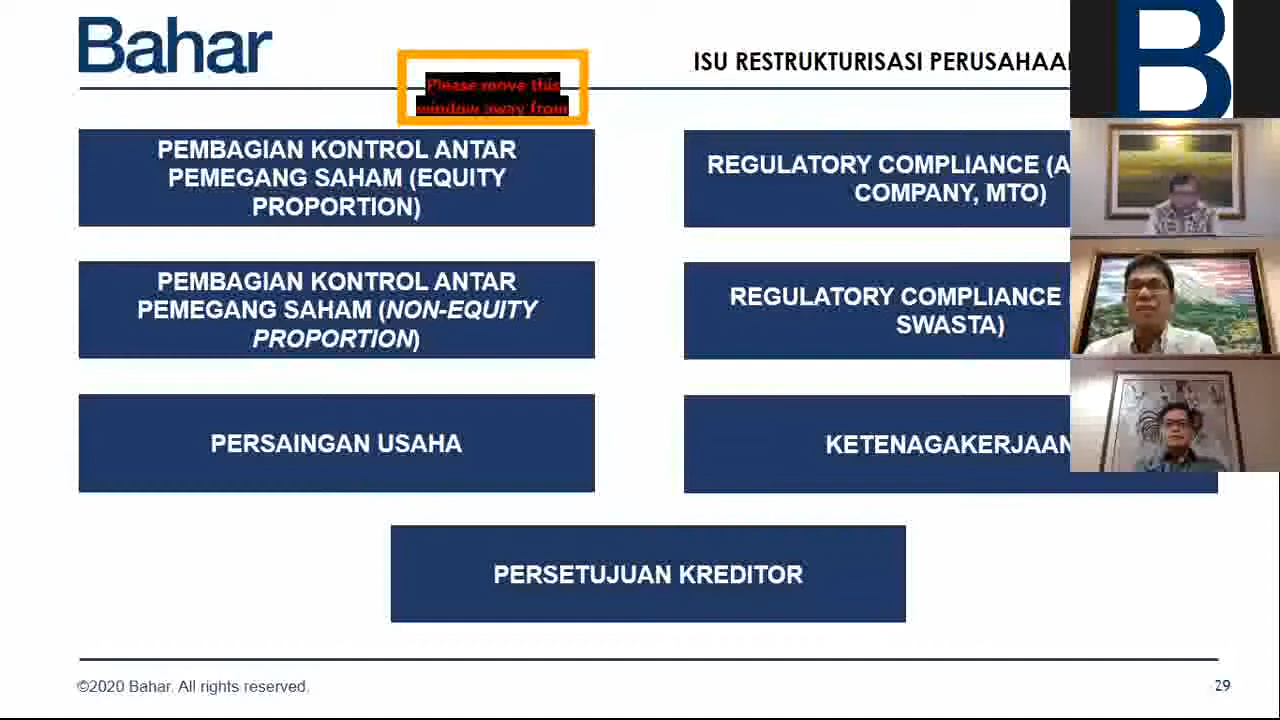 Bahar
ISU RESTRUKTURISASI
Please move this
window away from
PEMBAGIAN KONTROL ANTAR
PEMEGANG SAHAM (EQUITY
PROPORTION)
REGULATORY COMPLIANCE
COMPANY, MTO)
PEMBAGIAN KONTROL ANTAR
PEMEGANG SAHAM (NON-EQUITY
PROPORTION)
REGULATORY COMPLIANCE
SWASTA)
PERSAINGAN USAHA
KETENAGAKERJAAN
PERSETUJUAN KREDITOR
©2020 Bahar. All rights reserved.
29
B